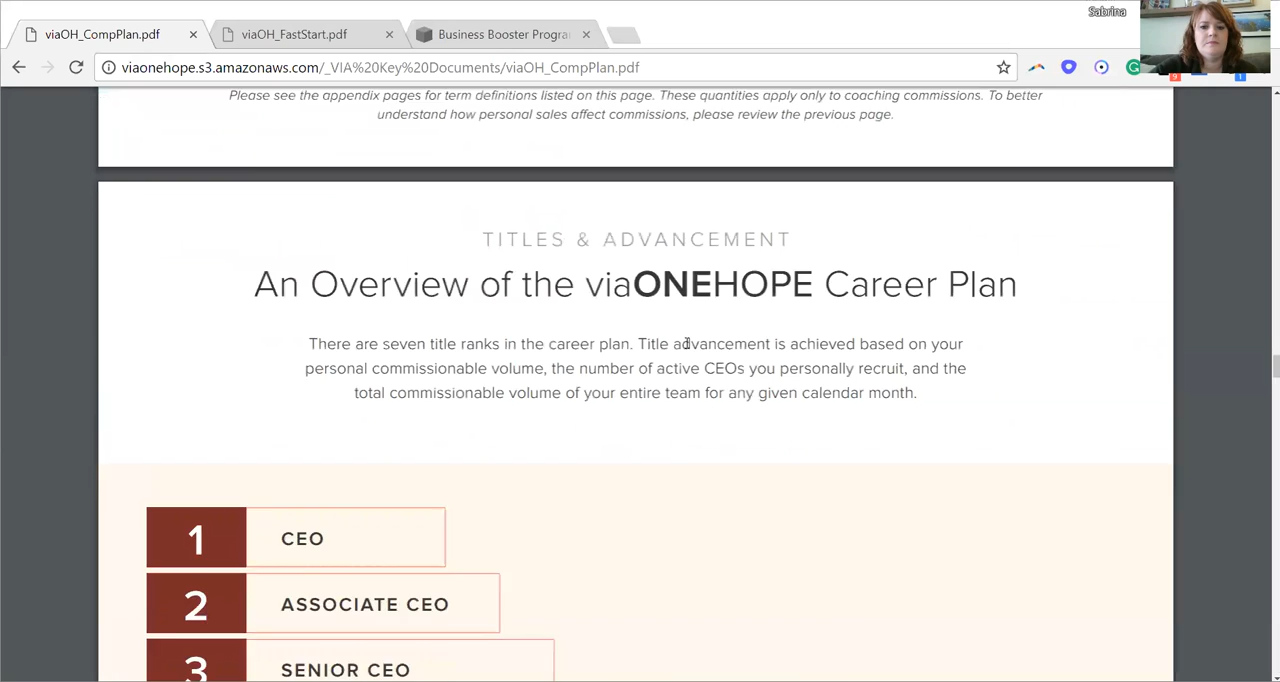 Sabrina
viaOH_CompPlan.pdf
viaOH_FastStart.pdf
Business Booster Progra
viaonehope.s3.amazonaws.com/_VIA%20Key%20Documents/viaOH_CompPlan.pdf
Please see the appendix pages for term definitions listed on this page. These quantities apply only to coaching commissions. To better
understand how personal sales affect commissions, please review the previous page.
TITLES & ADVANCEMENT
An Overview of the viaONEHOPE Career Plan
There are seven title ranks in the career plan. Title advancement is achieved based on your
personal commissionable volume, the number of active CEOs you personally recruit, and the
total commissionable volume of your entire team for any given calendar month.
1 CEO
2 ASSOCIATE CEO
3 SENIOR CEO